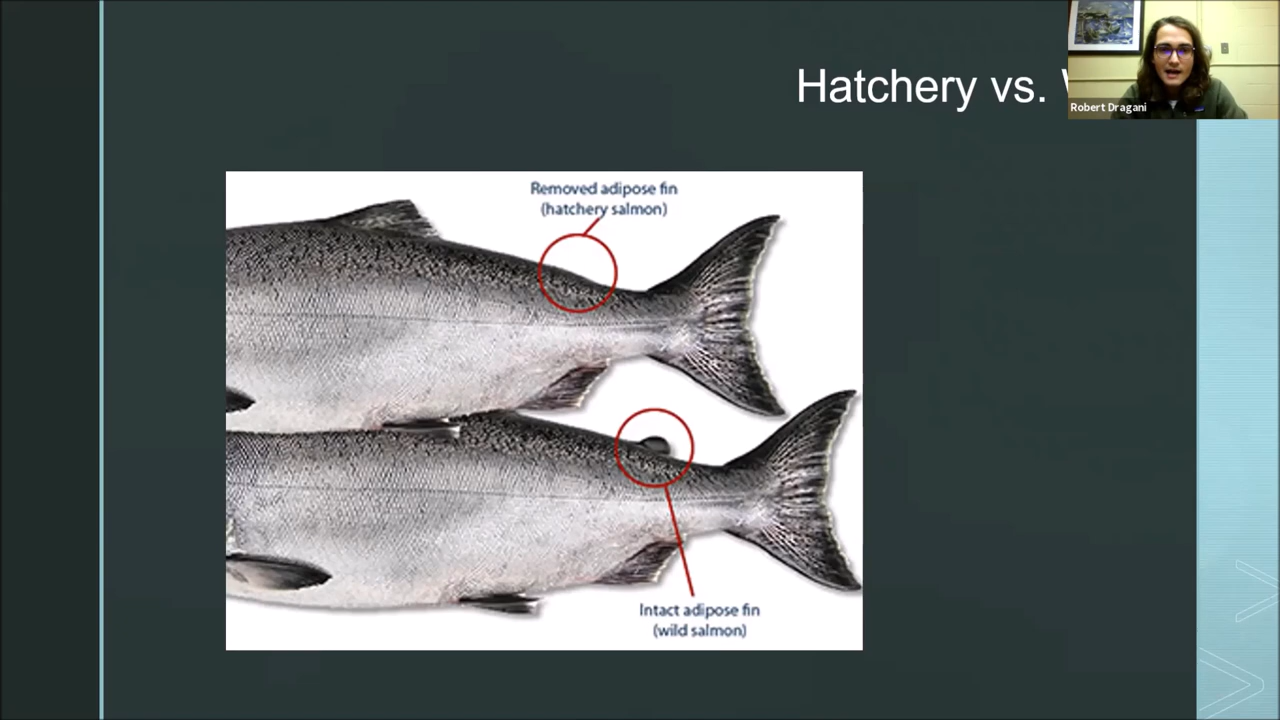 Hatchery vs.
Robert Dragani
Removed adipose fin
(hatchery salmon)
Intact adipose fin
(wild salmon)